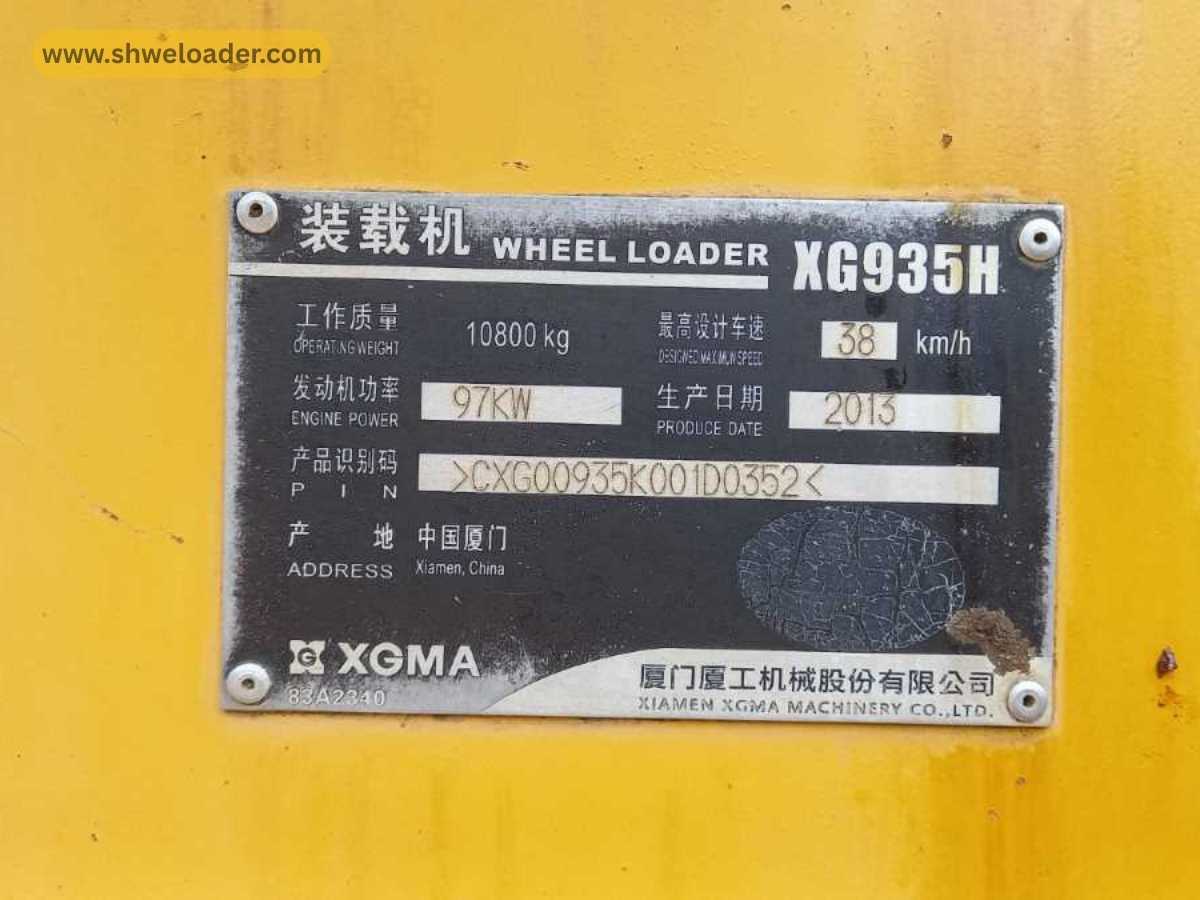 www.shweloader.com
装载机 WHEEL LOADER XG935H
工作质量 10800 kg 最高设计车速 38 km/h
OPERATING WEIGHT DESIGNED MAXIMUN SPEED
发动机功率 97KW 生产日期 2013
ENGINE POWER PRODUCE DATE
产品识别码 >CXG00935K001D0352<
PIN
产地 中国厦门
ADDRESS Xiamen, China
G XGMA
83A2340
厦门厦工机械股份有限公司
XIAMEN XGMA MACHINERY CO.,LTD.